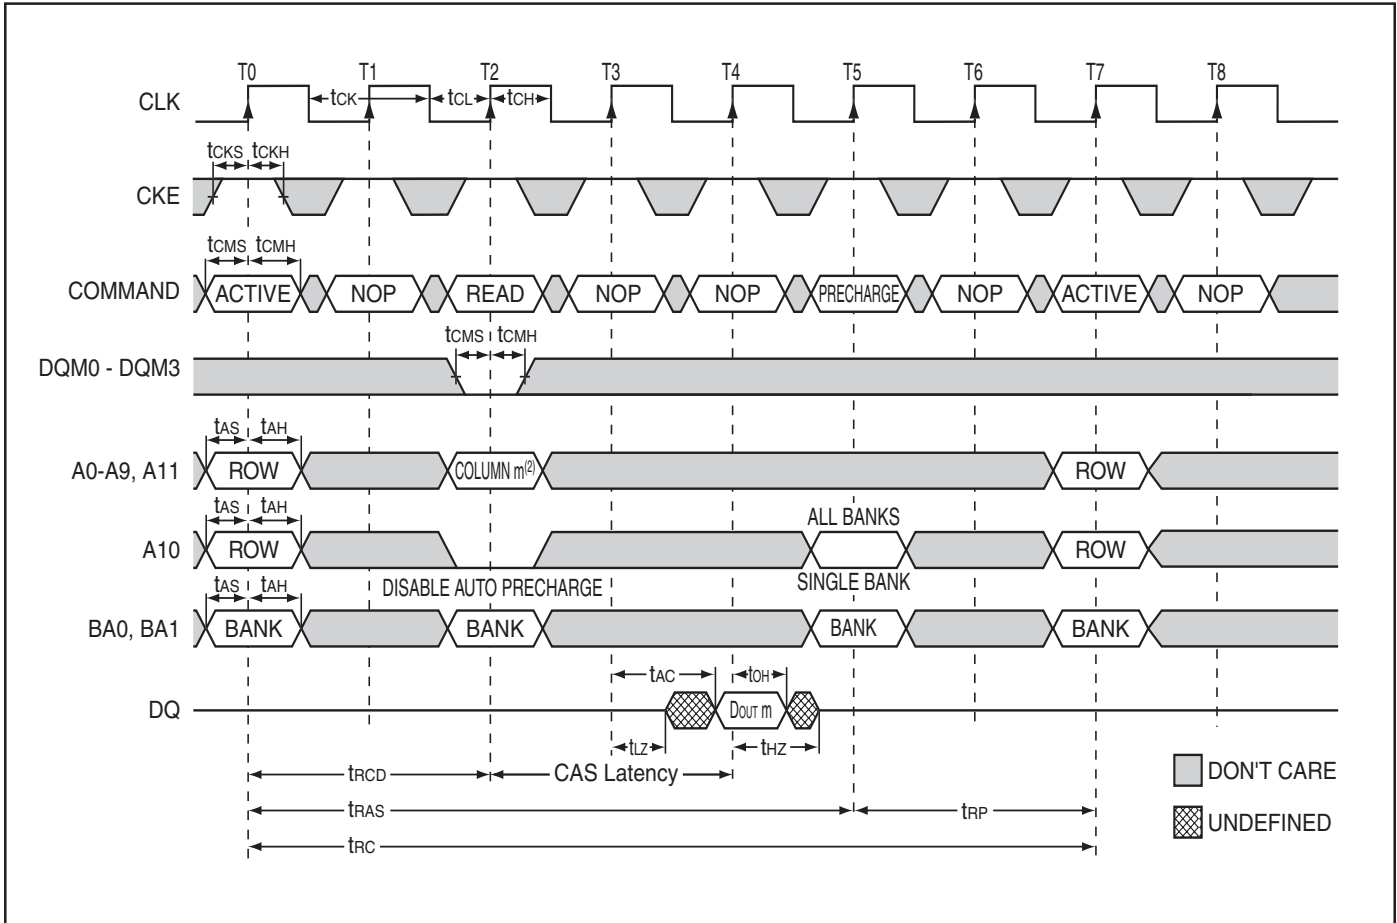 T0 T1 T2 T3 T4 T5 T6 T7 T8
CLK tCK tCL tCH
tCKS tCKH
CKE
tCMS tCMH
COMMAND ACTIVE NOP READ NOP NOP PRECHARGE NOP ACTIVE NOP
tCMS tCMH
DQM0 - DQM3
tAS tAH
A0-A9, A11 ROW COLUMN m(2) ROW
tAS tAH ALL BANKS
A10 ROW ROW
tAS tAH DISABLE AUTO PRECHARGE SINGLE BANK
BA0, BA1 BANK BANK BANK BANK
tAC tOH
DQ DOUT m
tLZ tHZ
tRCD CAS Latency DON'T CARE
tRAS tRP
UNDEFINED
tRC